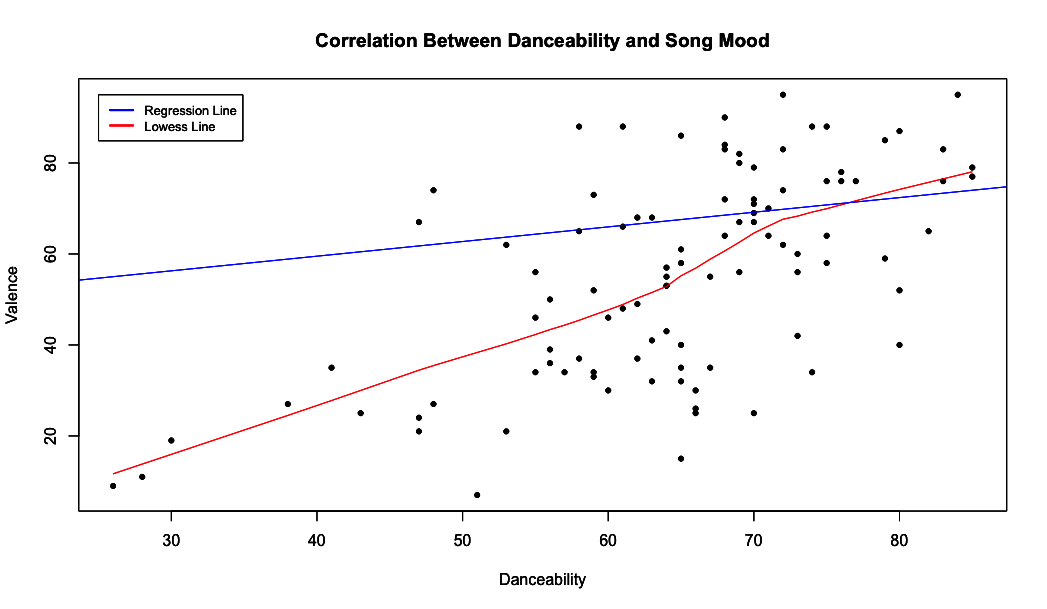 Correlation Between Danceability and Song Mood
Regression Line
Lowess Line
Valence
80
60
40
20
30 40 50 60 70 80
Danceability